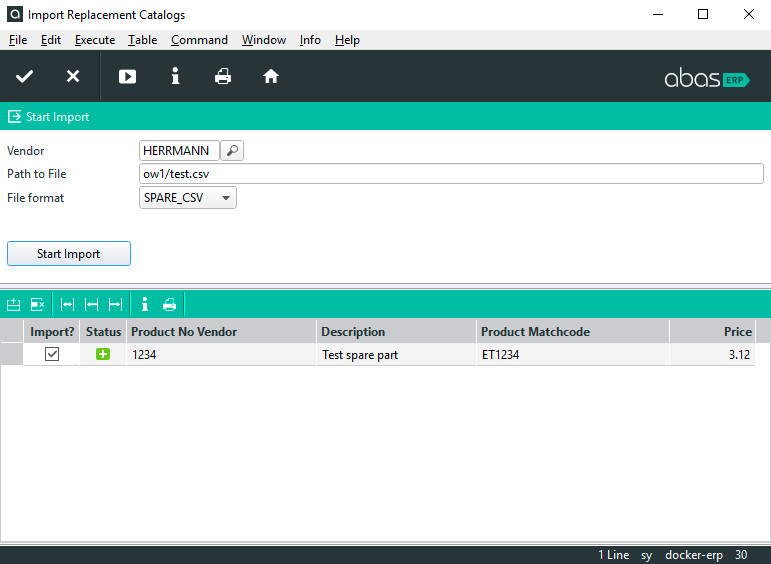 a Import Replacement Catalogs
File Edit Execute Table Command Window Info Help
abas ERP
Start Import
Vendor HERRMANN
Path to File ow1/test.csv
File format SPARE_CSV
Start Import
Import? Status Product No Vendor Description Product Matchcode Price
1234 Test spare part ET1234 3.12
1 Line sy docker-erp 30